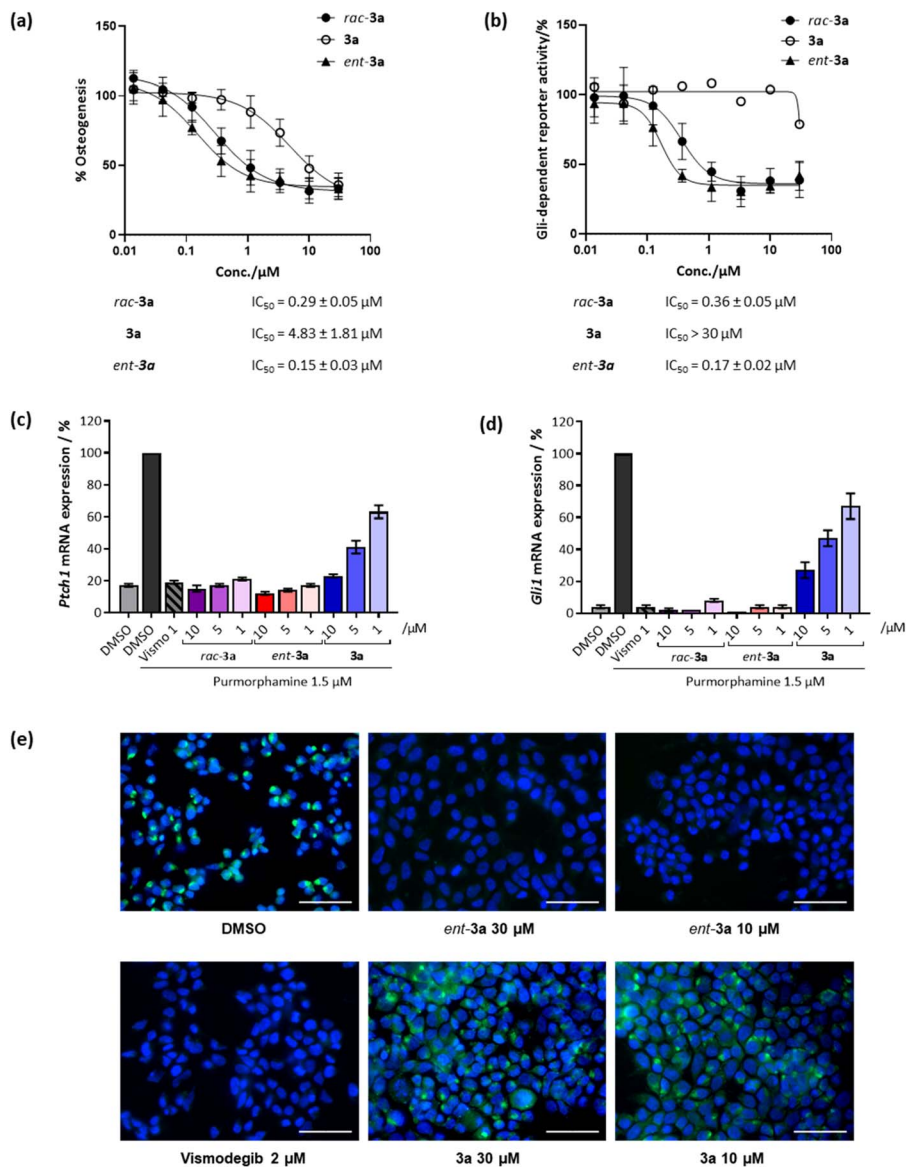 (a)
rac-3a
3a
ent-3a
% Osteogenesis
150
100
50
0
0.01 0.1 1 10 100
Conc./µM
rac-3a IC50 = 0.29 ± 0.05 µM
3a IC50 = 4.83 ± 1.81 µM
ent-3a IC50 = 0.15 ± 0.03 µM
(b)
rac-3a
3a
ent-3a
Gli-dependent reporter activity/%
150
100
50
0
0.01 0.1 1 10 100
Conc./µM
rac-3a IC50 = 0.36 ± 0.05 µM
3a IC50 > 30 µM
ent-3a IC50 = 0.17 ± 0.02 µM
(c)
Ptch1 mRNA expression / %
120
100
80
60
40
20
0
DMSO DMSO Vismo 1 10 5 1 10 5 1 10 5 1 /µM
rac-3a ent-3a 3a
Purmorphamine 1.5 µM
(d)
Gli1 mRNA expression / %
120
100
80
60
40
20
0
DMSO DMSO Vismo 1 10 5 1 10 5 1 10 5 1 /µM
rac-3a ent-3a 3a
Purmorphamine 1.5 µM
(e)
DMSO ent-3a 30 µM ent-3a 10 µM
Vismodegib 2 µM 3a 30 µM 3a 10 µM